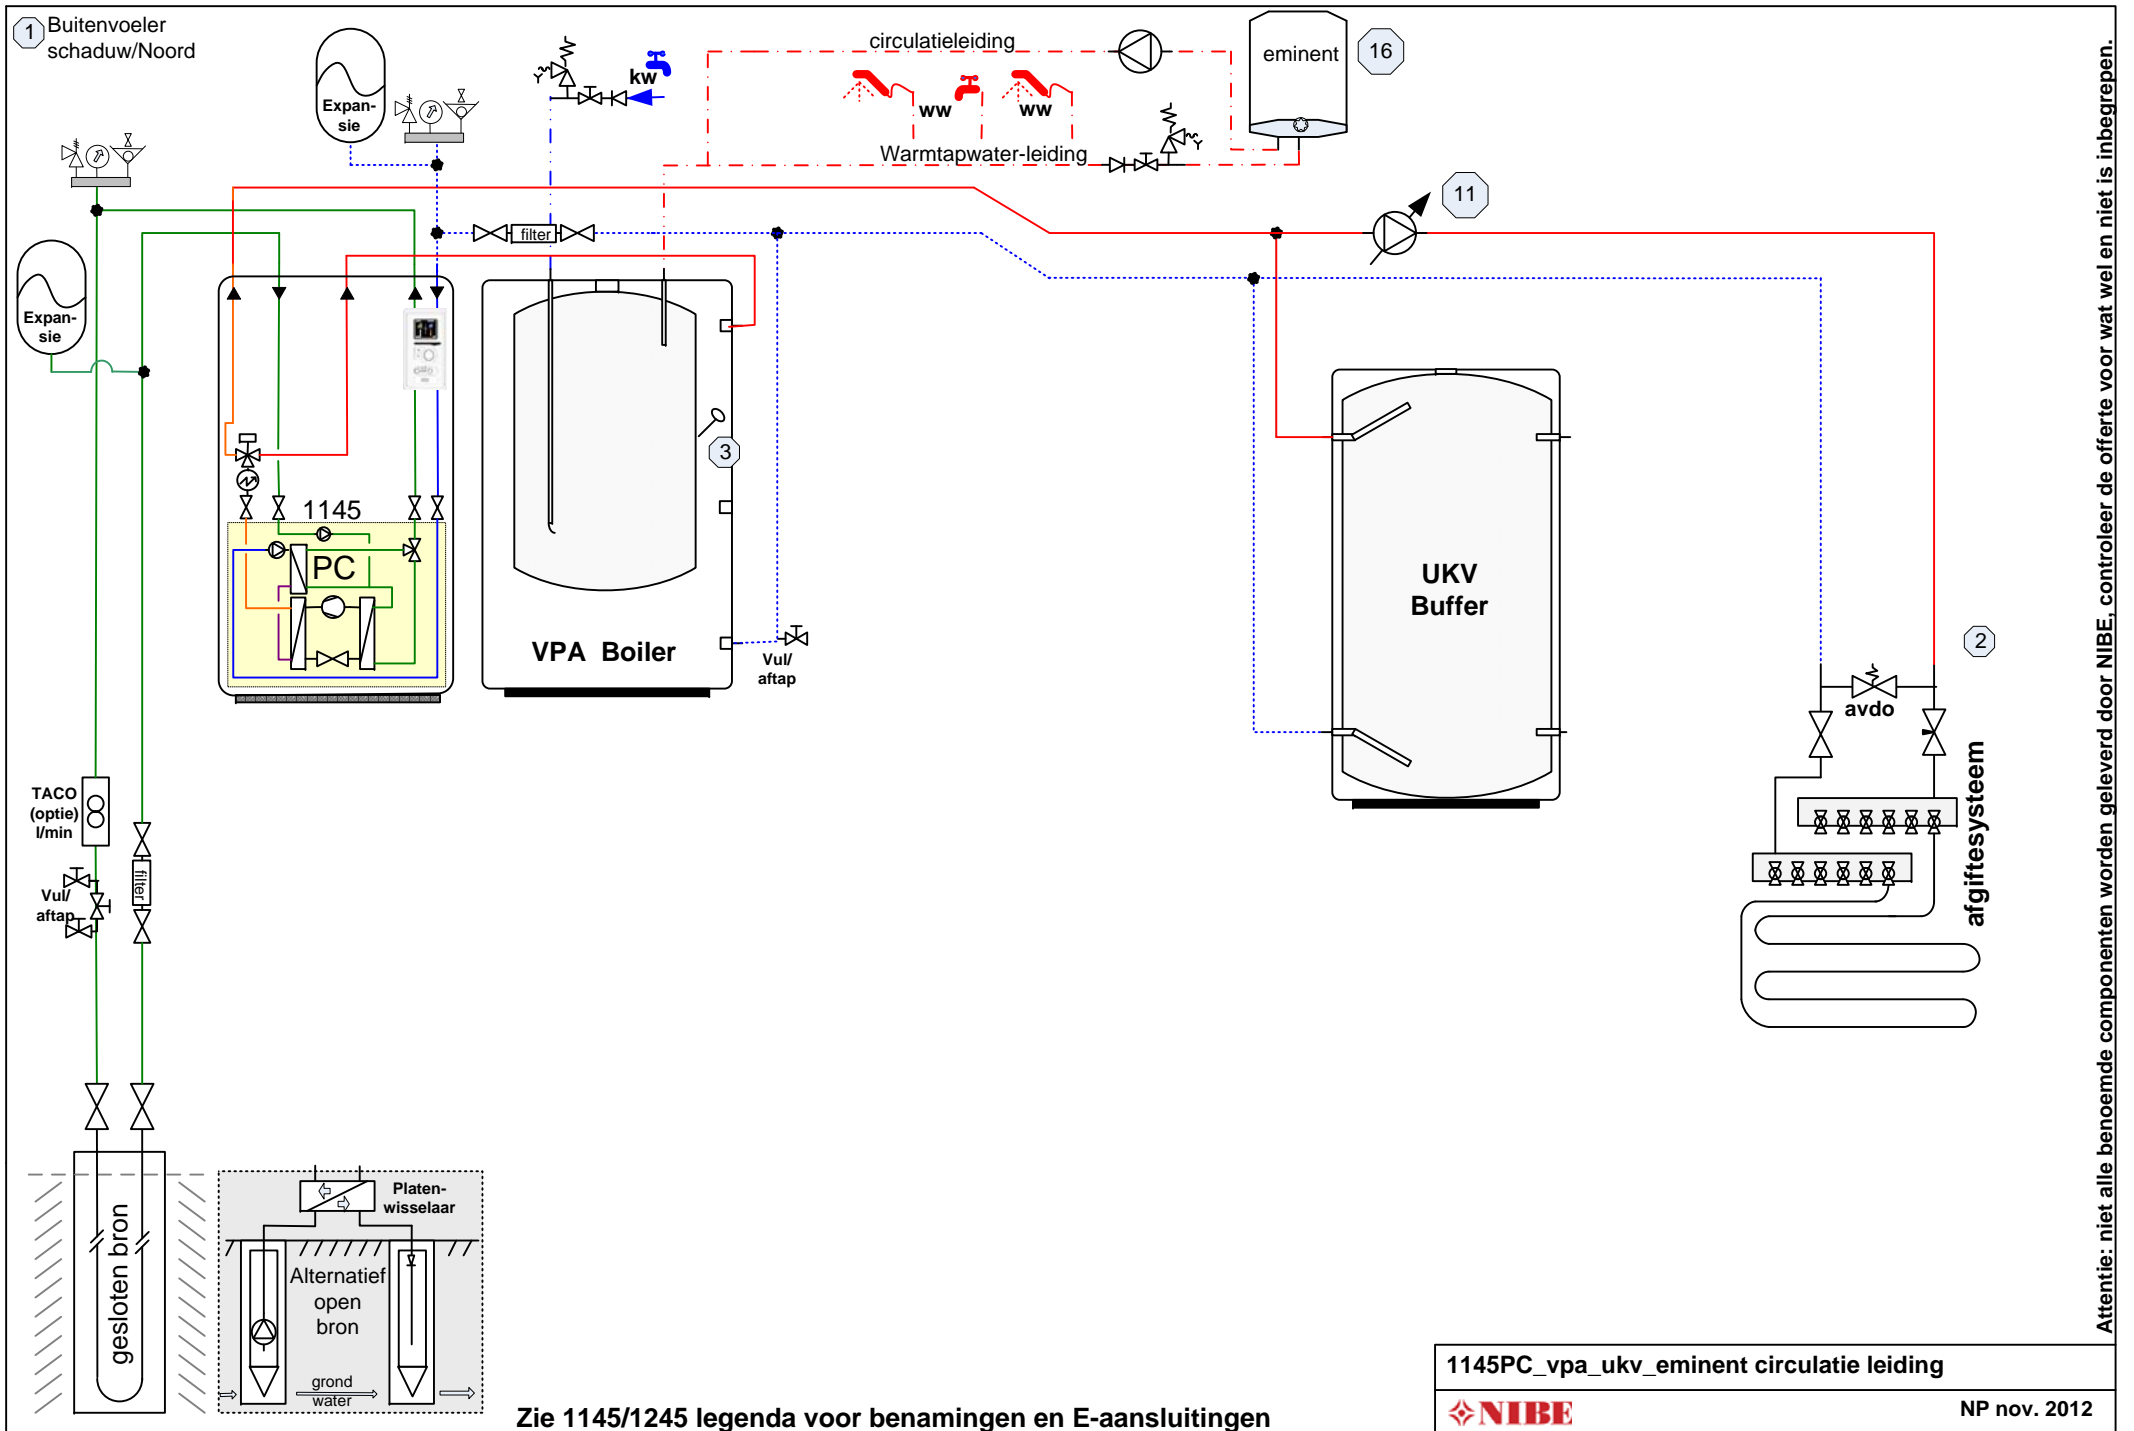 1
Buitenvoeler
schaduw/Noord
Expan-
sie
kw
circulatieleiding
ww
ww
Warmtapwater-leiding
eminent
16
11
Expan-
sie
filter
3
1145
PC
VPA Boiler
Vul/
aftap
UKV
Buffer
2
avdo
afgiftesysteem
TACO
(optie)
l/min
Vul/
aftap
filter
gesloten bron
Platen-
wisselaar
Alternatief
open
bron
grond
water
Zie 1145/1245 legenda voor benamingen en E-aansluitingen
1145PC_vpa_ukv_eminent circulatie leiding
NIBE
NP nov. 2012
Attentie: niet alle benoemde componenten worden geleverd door NIBE, controleer de offerte voor wat wel en niet is inbegrepen.